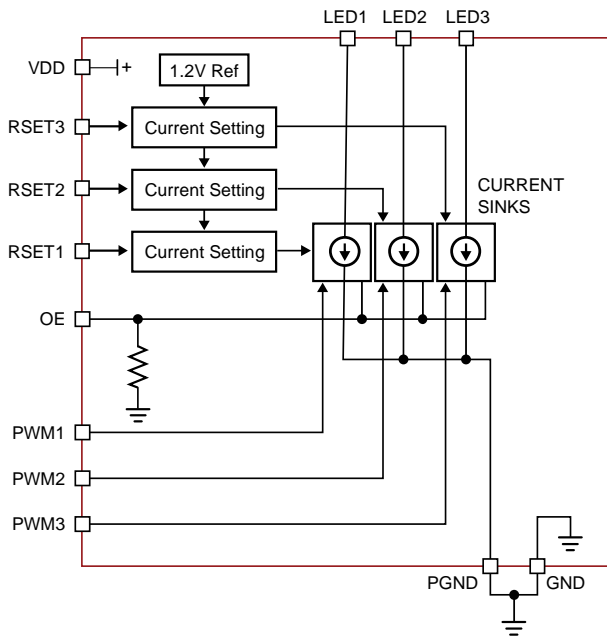 LED1 LED2 LED3
VDD
+
1.2V Ref
RSET3
Current Setting
RSET2
Current Setting
CURRENT
SINKS
RSET1
Current Setting
OE
PWM1
PWM2
PWM3
PGND
GND